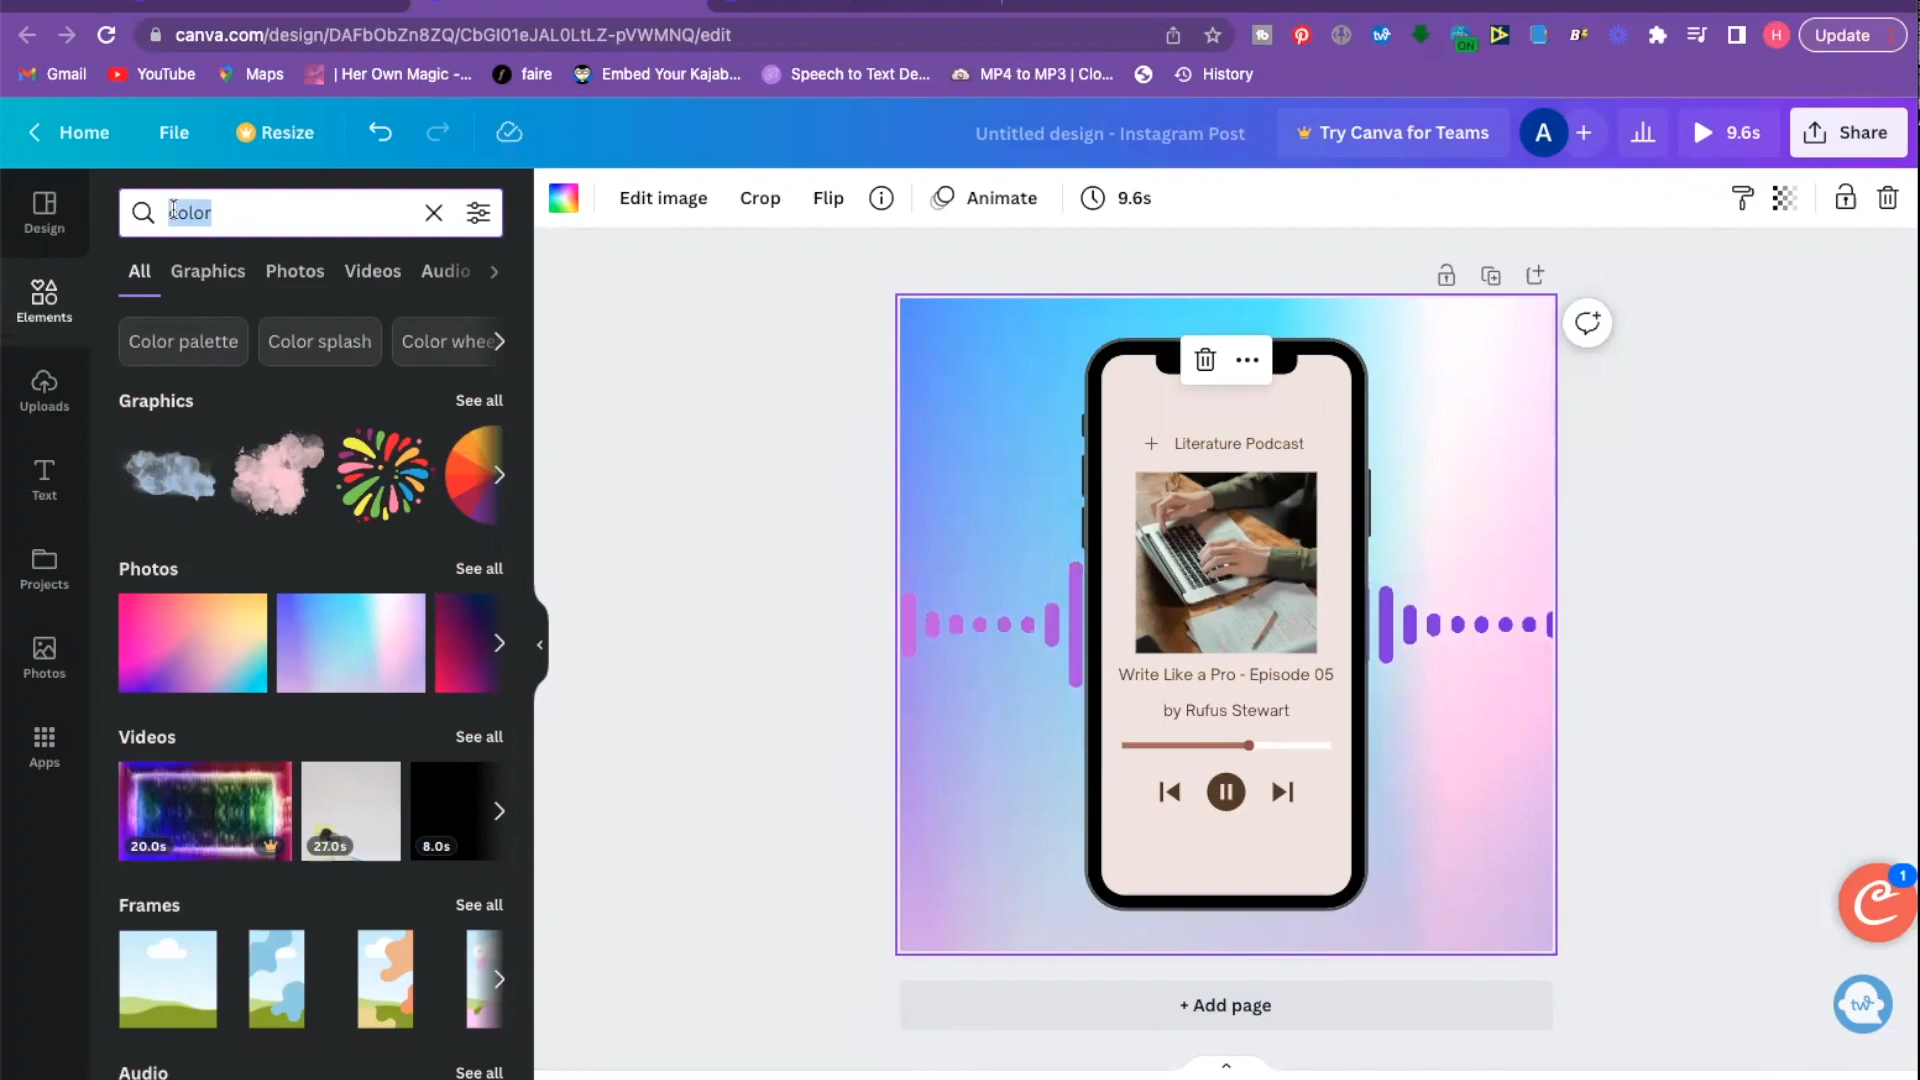 canva.com/design/DAFbObZn8ZQ/CbGI01eJAL0LtLZ-pVWMNQ/edit
tb
tw
ON
B
H
Update
Gmail
YouTube
Maps
| Her Own Magic -...
faire
Embed Your Kajab...
Speech to Text De...
MP4 to MP3 | Clo...
History
Home
File
Resize
Untitled design - Instagram Post
Try Canva for Teams
A
9.6s
Share
Design
Elements
Uploads
Text
Projects
Photos
Apps
color
All
Graphics
Photos
Videos
Audio
Color palette
Color splash
Color whee
Graphics
See all
Photos
See all
Videos
See all
20.0s
27.0s
8.0s
Frames
See all
Audio
See all
Edit image
Crop
Flip
Animate
9.6s
Literature Podcast
Write Like a Pro - Episode 05
by Rufus Stewart
+ Add page
1
tw